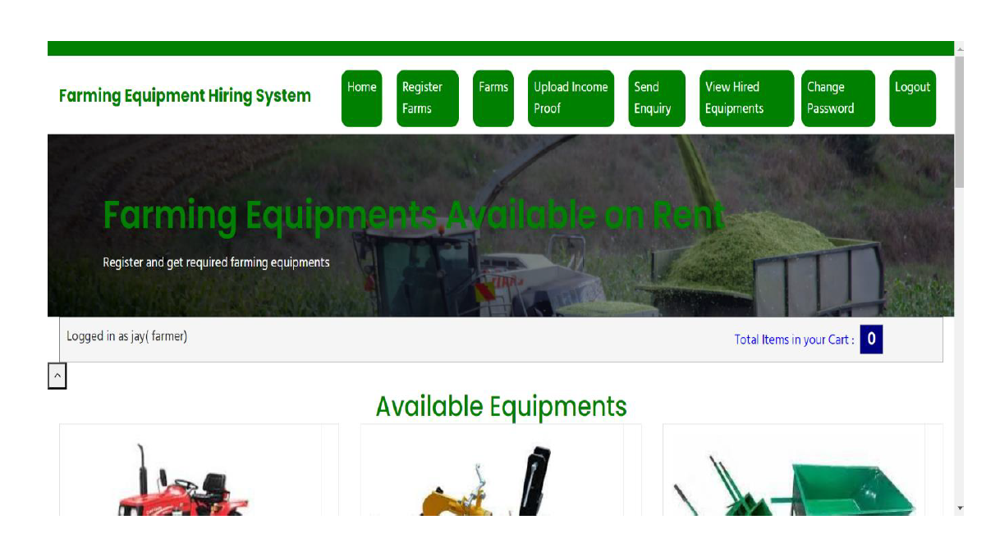 Farming Equipment Hiring System
Home
Register
Farms
Farms
Upload Income
Proof
Send
Enquiry
View Hired
Equipments
Change
Password
Logout
Farming Equipments Available on Rent
Register and get required farming equipments
Logged in as jay( farmer)
Total Items in your Cart : 0
Available Equipments